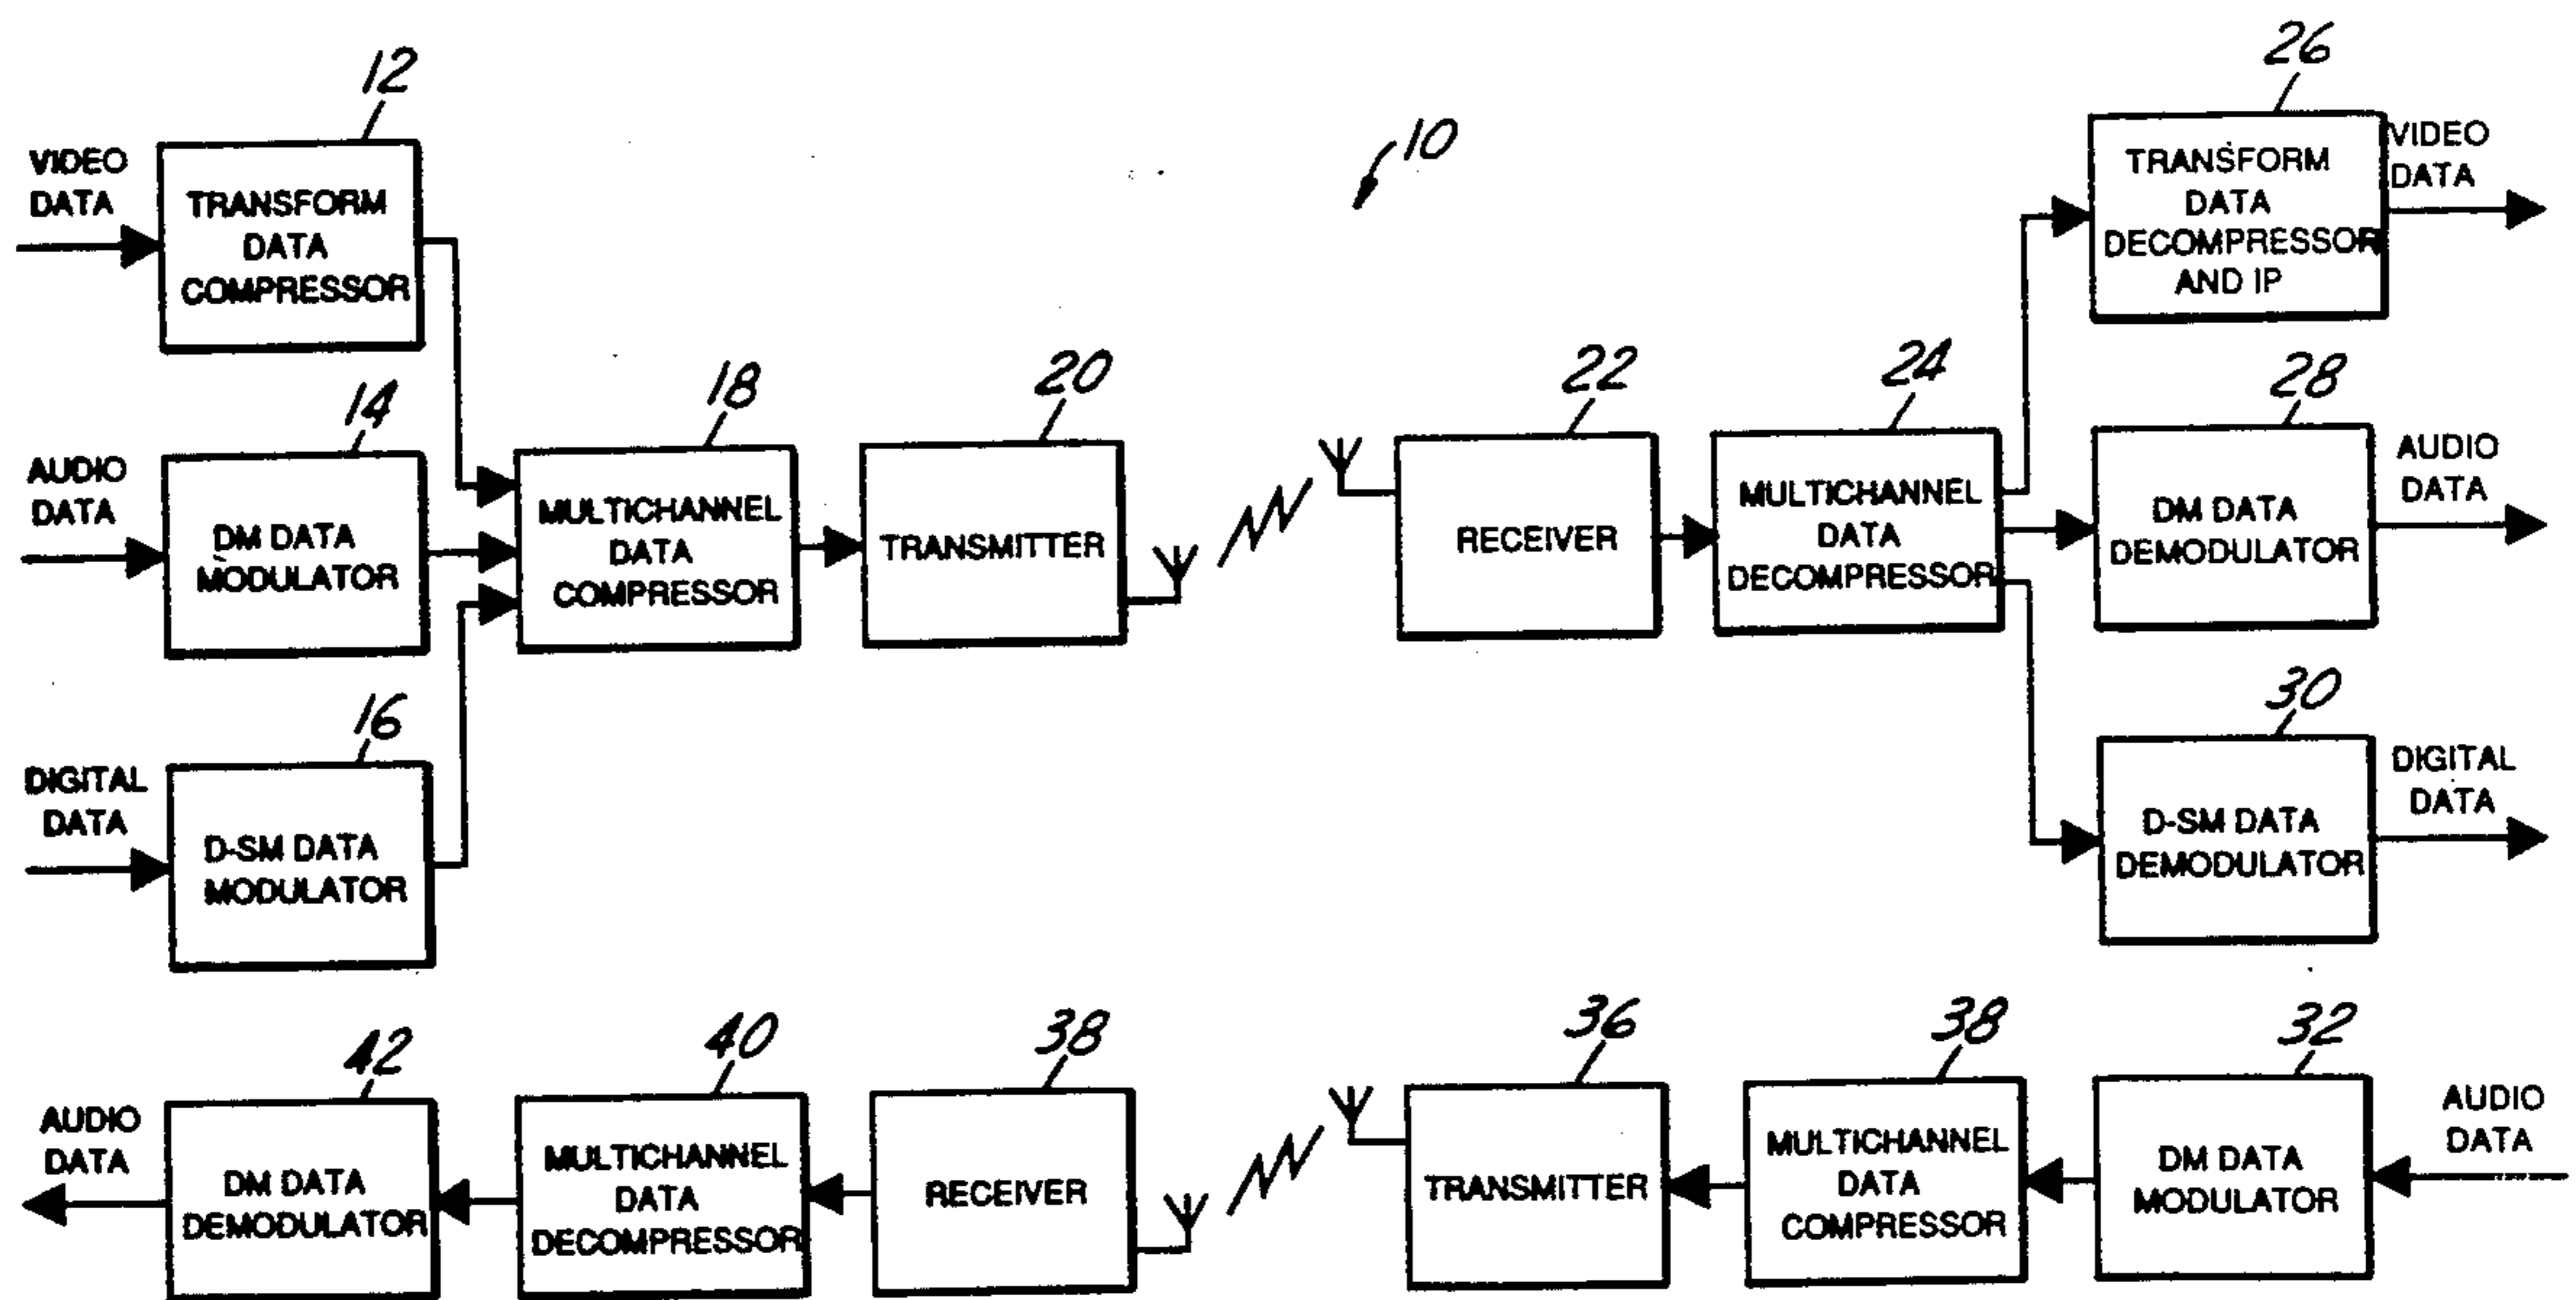 12
VIDEO
DATA
TRANSFORM
DATA
COMPRESSOR
14
AUDIO
DATA
DM DATA
MODULATOR
16
DIGITAL
DATA
D-SM DATA
MODULATOR
18
MULTICHANNEL
DATA
COMPRESSOR
20
TRANSMITTER
10
22
RECEIVER
24
MULTICHANNEL
DATA
DECOMPRESSOR
26
TRANSFORM
DATA
DECOMPRESSOR
AND IP
VIDEO
DATA
28
DM DATA
DEMODULATOR
AUDIO
DATA
30
D-SM DATA
DEMODULATOR
DIGITAL
DATA
42
AUDIO
DATA
DM DATA
DEMODULATOR
40
MULTICHANNEL
DATA
DECOMPRESSOR
38
RECEIVER
36
TRANSMITTER
38
MULTICHANNEL
DATA
COMPRESSOR
32
DM DATA
MODULATOR
AUDIO
DATA